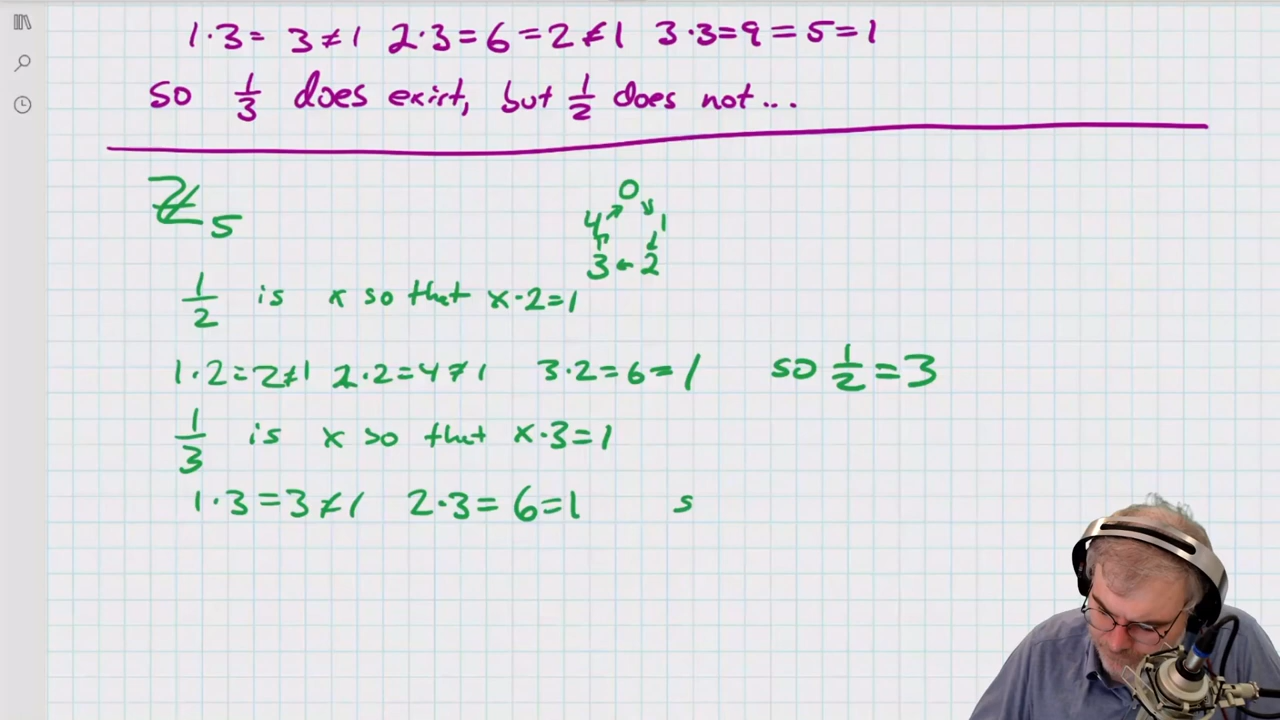 1·3= 3≠1 2·3=6=2≠1 3·3=9=5=1
so 1/3 does exist, but 1/2 does not...
ℤ5
0
4 1
3 2
1/2 is x so that x·2=1
1·2=2≠1 2·2=4≠1 3·2=6=1 so 1/2=3
1/3 is x so that x·3=1
1·3=3≠1 2·3=6=1 s